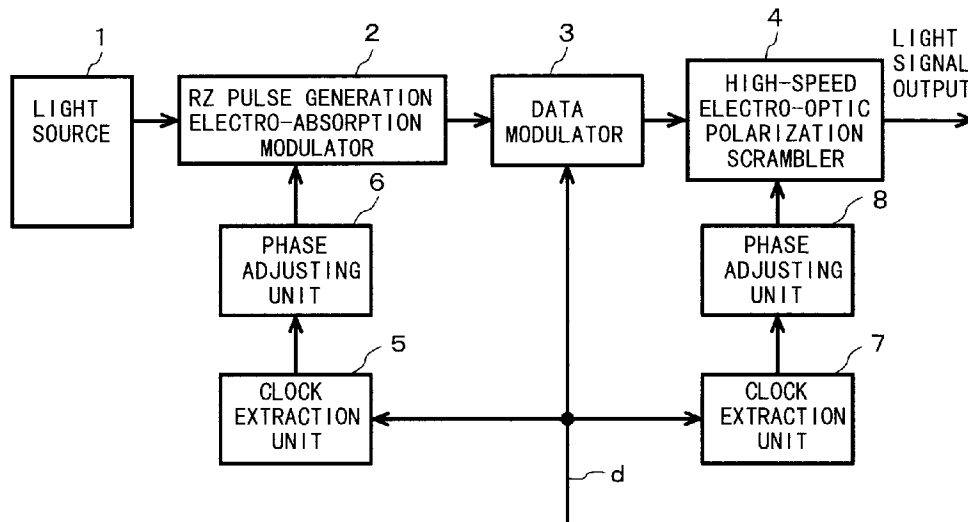 1
2
3
4
LIGHT
SIGNAL
OUTPUT
LIGHT
SOURCE
RZ PULSE GENERATION
ELECTRO-ABSORPTION
MODULATOR
DATA
MODULATOR
HIGH-SPEED
ELECTRO-OPTIC
POLARIZATION
SCRAMBLER
6
8
PHASE
ADJUSTING
UNIT
PHASE
ADJUSTING
UNIT
5
7
CLOCK
EXTRACTION
UNIT
CLOCK
EXTRACTION
UNIT
d